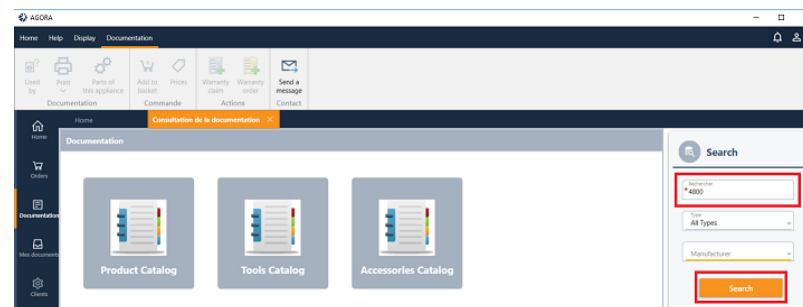 AGORA
Home Help Display Documentation
Used by
Print
Parts of this appliance
Add to basket
Prices
Warranty claim
Warranty order
Send a message
Documentation Commande Actions Contact
Home Consultation de la documentation ×
Home
Orders
Documentation
Mes documents
Clients
Documentation
Product Catalog
Tools Catalog
Accessories Catalog
Search
Rechercher
*4800
Type
All Types
Manufacturer
Search